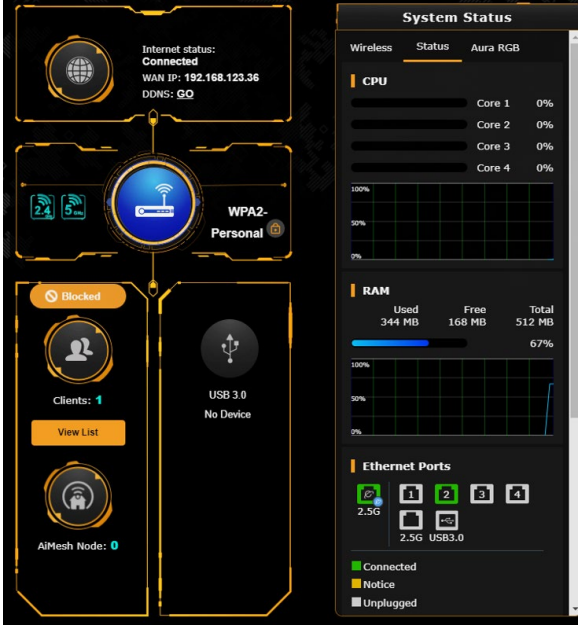 Internet status:
Connected
WAN IP: 192.168.123.36
DDNS: GO
2.4 GHz
5 GHz
WPA2-
Personal
Blocked
Clients: 1
View List
AiMesh Node: 0
USB 3.0
No Device
System Status
Wireless Status Aura RGB
CPU
Core 1 0%
Core 2 0%
Core 3 0%
Core 4 0%
100%
50%
0%
RAM
Used Free Total
344 MB 168 MB 512 MB
67%
100%
50%
0%
Ethernet Ports
1 2 3 4
2.5G
2.5G USB3.0
Connected
Notice
Unplugged